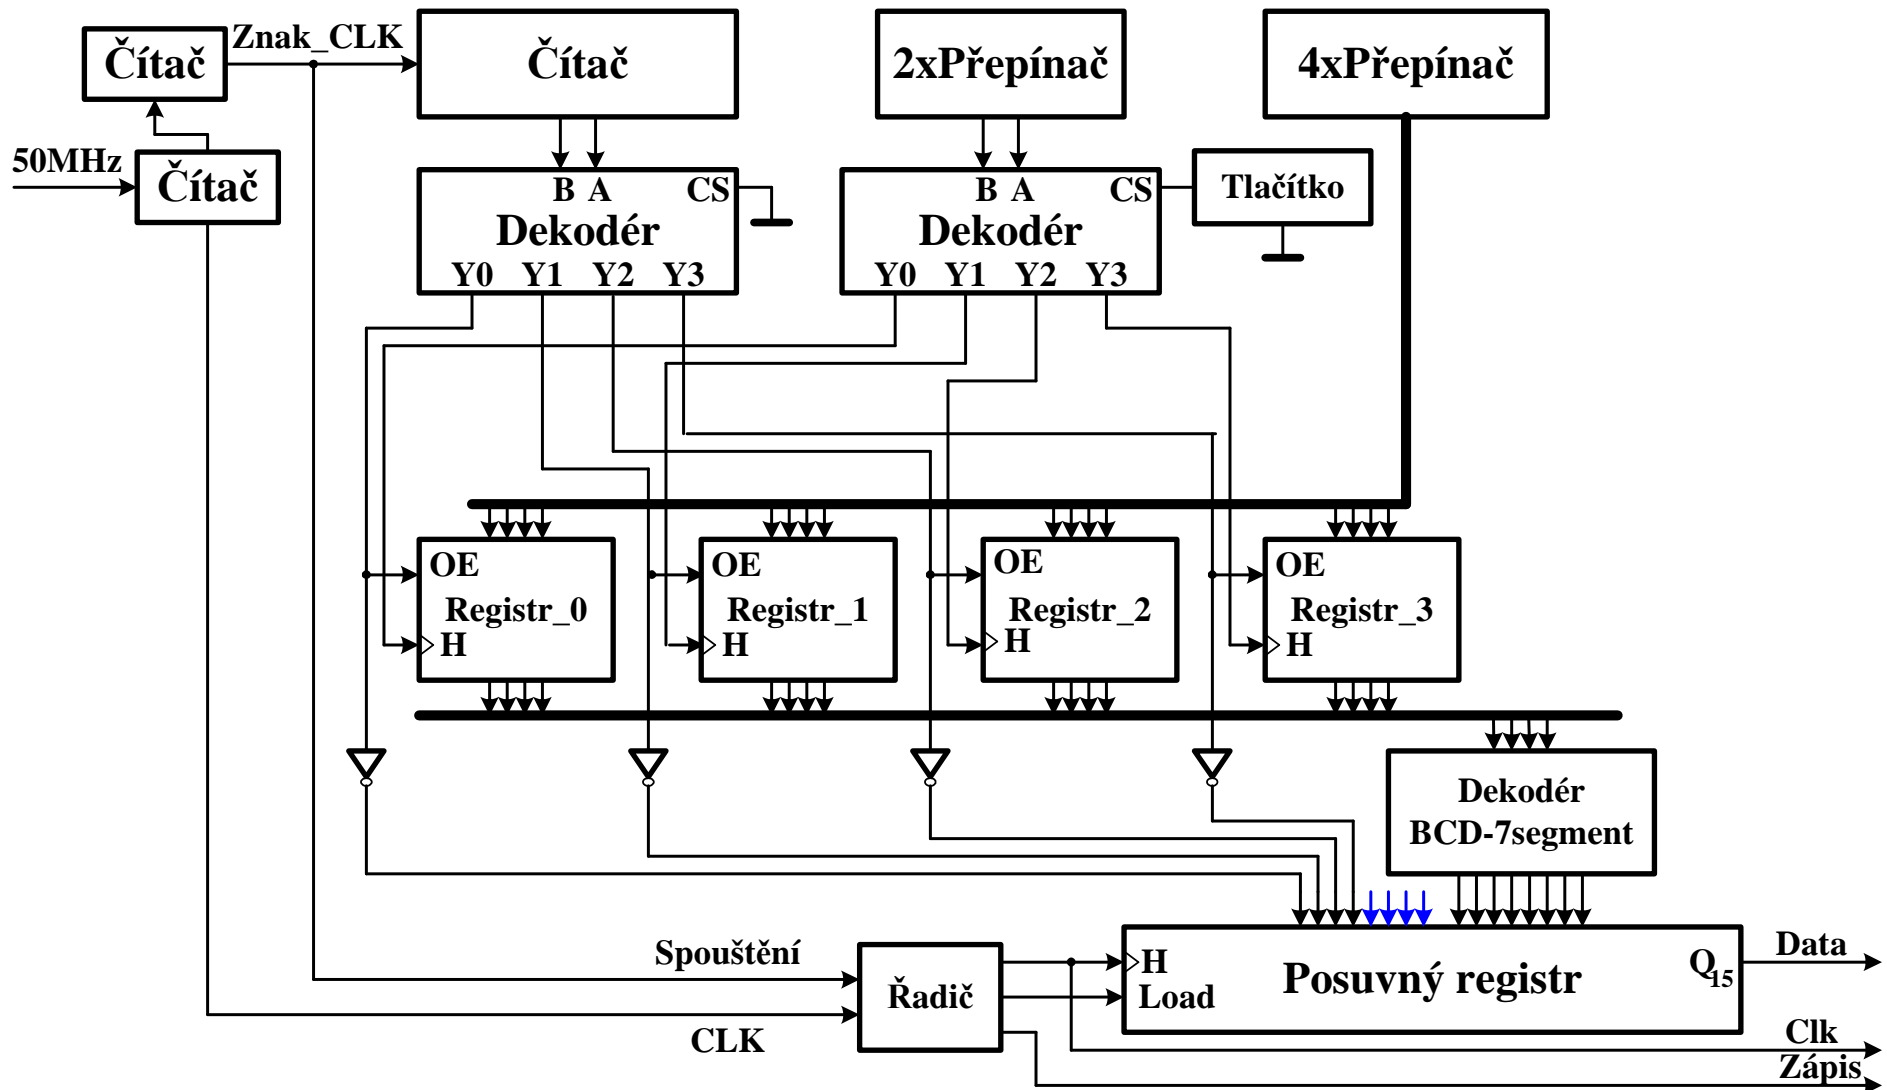 Znak_CLK
Čítač
Čítač
2xPřepínač
4xPřepínač
50MHz
Čítač
B A CS
Dekodér
Y0 Y1 Y2 Y3
B A CS
Dekodér
Y0 Y1 Y2 Y3
Tlačítko
OE
Registr_0
H
OE
Registr_1
H
OE
Registr_2
H
OE
Registr_3
H
Dekodér
BCD-7segment
Spouštění
CLK
Řadič
H
Load
Posuvný registr
Q15
Data
Clk
Zápis